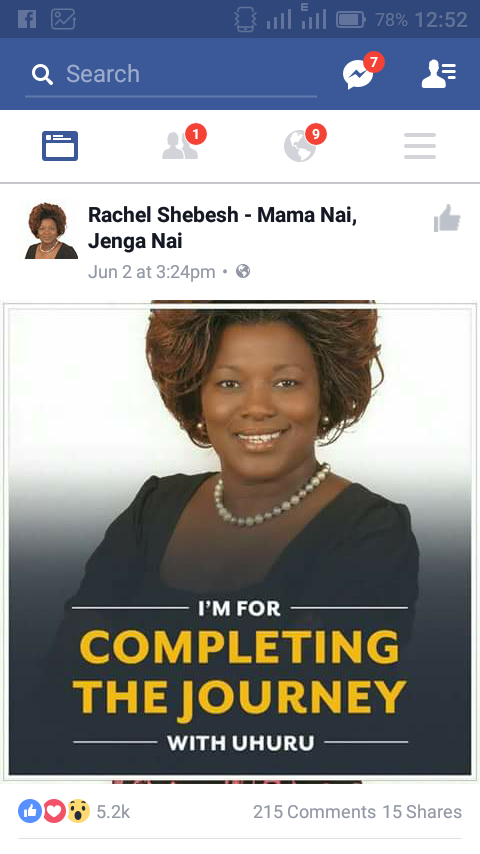 E
78% 12:52
Search
7
1
9
Rachel Shebesh - Mama Nai,
Jenga Nai
Jun 2 at 3:24pm •
I'M FOR
COMPLETING
THE JOURNEY
WITH UHURU
5.2k
215 Comments 15 Shares